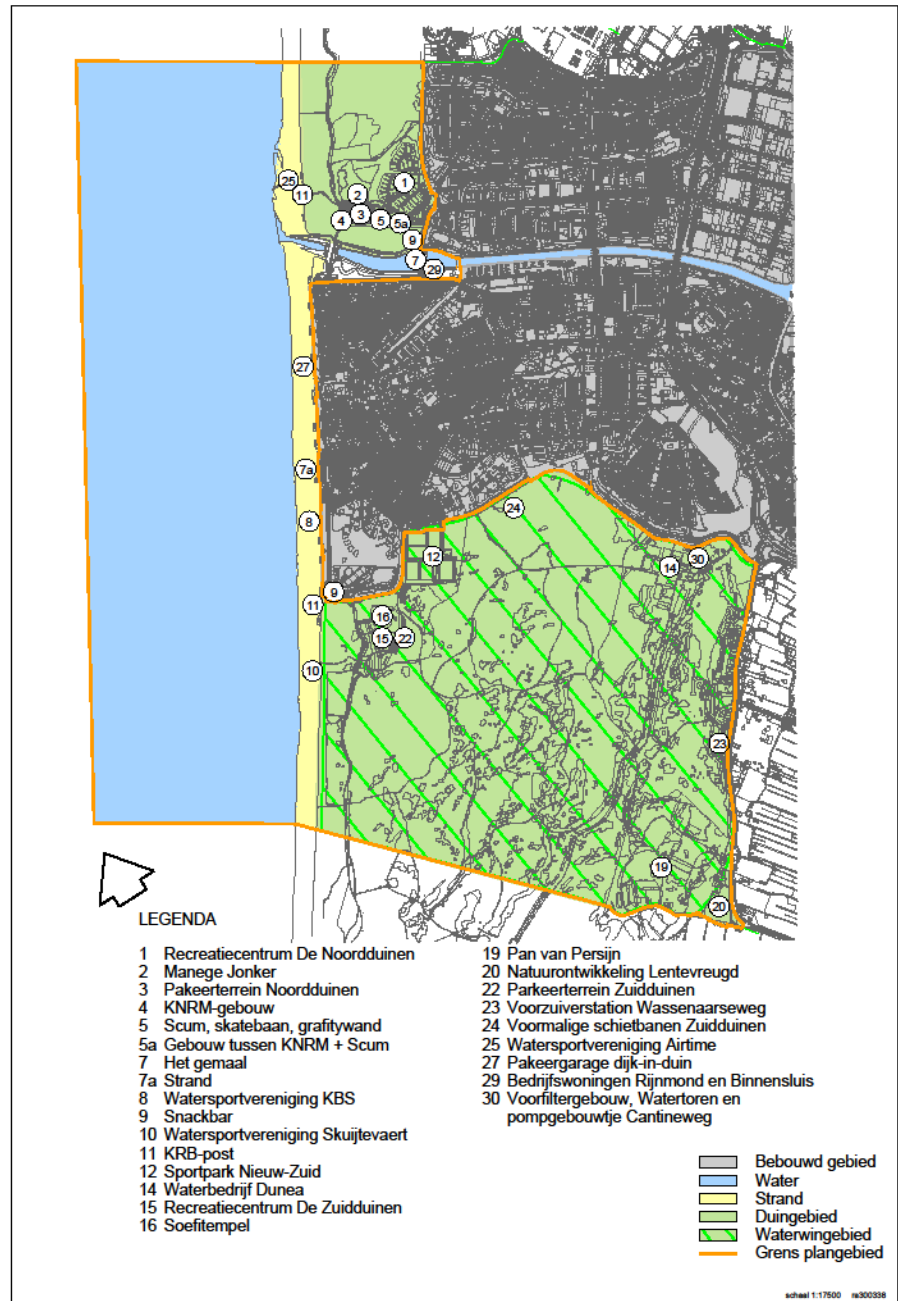 25
11
1
2
3
4
5
5a
9
7
29
27
7a
8
24
12
14
30
9
11
16
15
22
10
23
19
20
LEGENDA
1 Recreatiecentrum De Noordduinen
2 Manege Jonker
3 Pakeerterrein Noordduinen
4 KNRM-gebouw
5 Scum, skatebaan, grafitywand
5a Gebouw tussen KNRM + Scum
7 Het gemaal
7a Strand
8 Watersportvereniging KBS
9 Snackbar
10 Watersportvereniging Skuijtevaert
11 KRB-post
12 Sportpark Nieuw-Zuid
14 Waterbedrijf Dunea
15 Recreatiecentrum De Zuidduinen
16 Soefitempel
19 Pan van Persijn
20 Natuurontwikkeling Lentevreugd
22 Parkeerterrein Zuidduinen
23 Voorzuiverstation Wassenaarseweg
24 Voormalige schietbanen Zuidduinen
25 Watersportvereniging Airtime
27 Pakeergarage dijk-in-duin
29 Bedrijfswoningen Rijnmond en Binnensluis
30 Voorfiltergebouw, Watertoren en
pompgebouwtje Cantineweg
Bebouwd gebied
Water
Strand
Duingebied
Waterwingebied
Grens plangebied
schaal 1:17500 ra300338